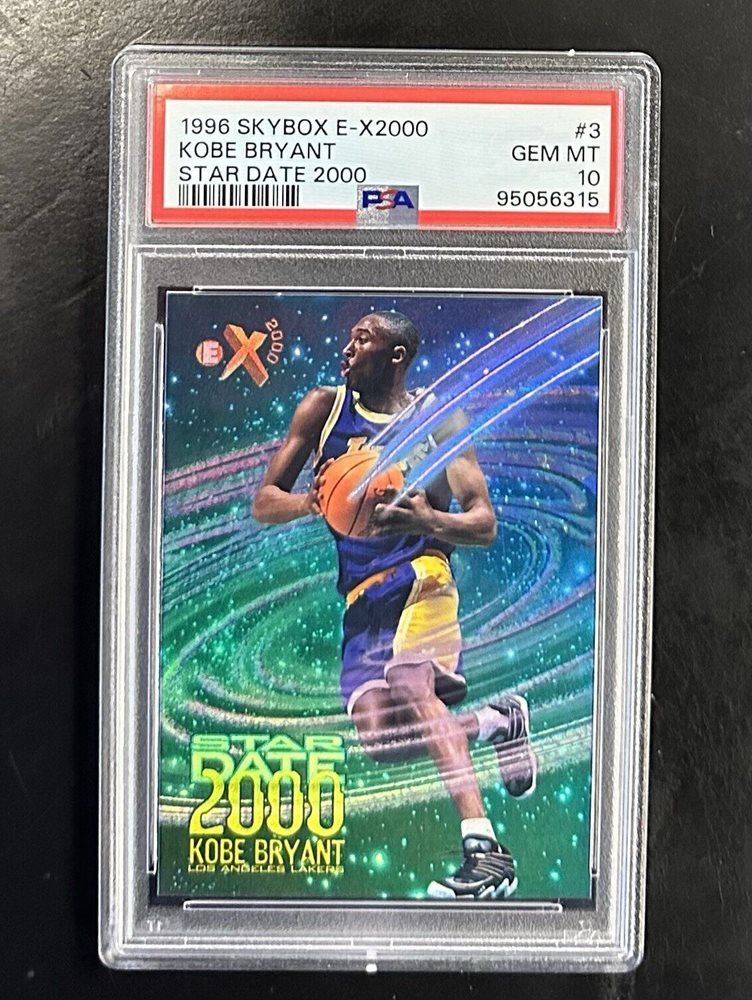 1996 SKYBOX E-X2000 #3
KOBE BRYANT GEM MT
STAR DATE 2000 10
PSA 95056315
E X 2000
STAR
DATE
2000
KOBE BRYANT
LOS ANGELES LAKERS